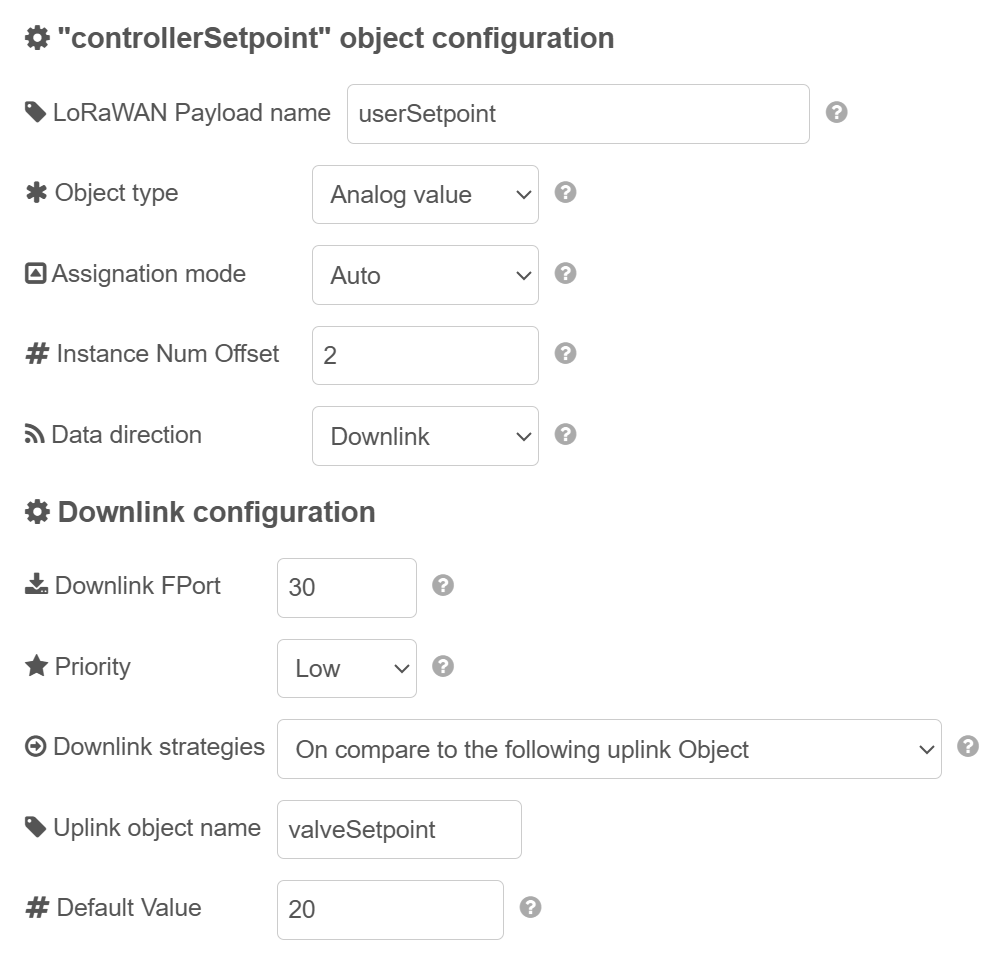 "controllerSetpoint" object configuration
LoRaWAN Payload name userSetpoint ?
Object type Analog value ?
Assignation mode Auto ?
Instance Num Offset 2 ?
Data direction Downlink ?
Downlink configuration
Downlink FPort 30 ?
Priority Low ?
Downlink strategies On compare to the following uplink Object ?
Uplink object name valveSetpoint
# Default Value 20 ?